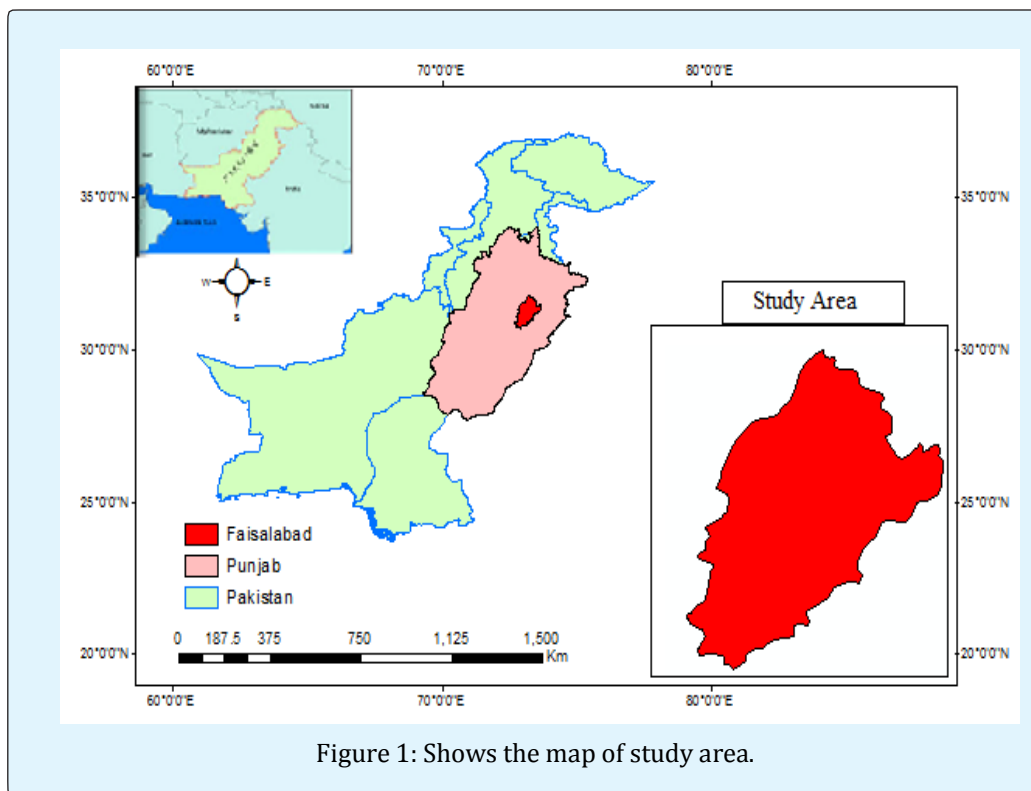 60°0'0"E 70°0'0"E 80°0'0"E
35°0'0"N 35°0'0"N
W E
S
Study Area
30°0'0"N 30°0'0"N
25°0'0"N 25°0'0"N
Faisalabad
Punjab
Pakistan
0 187.5 375 750 1,125 1,500
Km
20°0'0"N 20°0'0"N
60°0'0"E 70°0'0"E 80°0'0"E
Figure 1: Shows the map of study area.